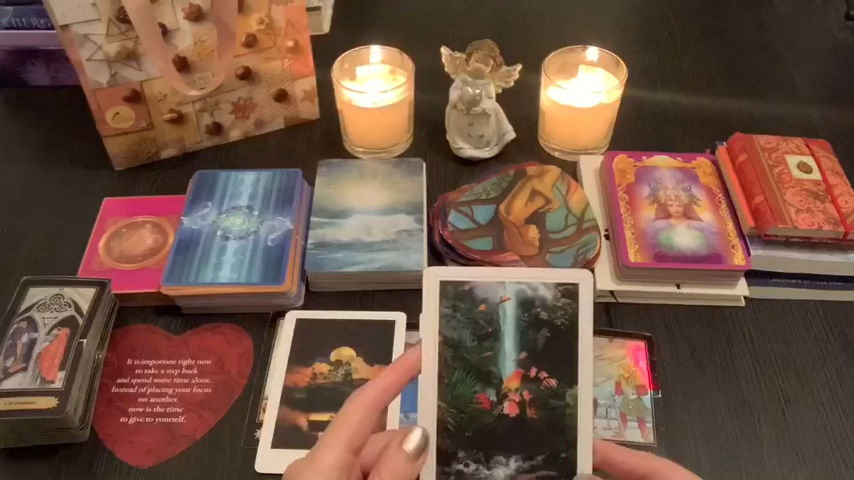 It is important right now
to take a step back
and spend some time alone.
Instead of placing your focus
on another,
now is the time
to give to yourself.